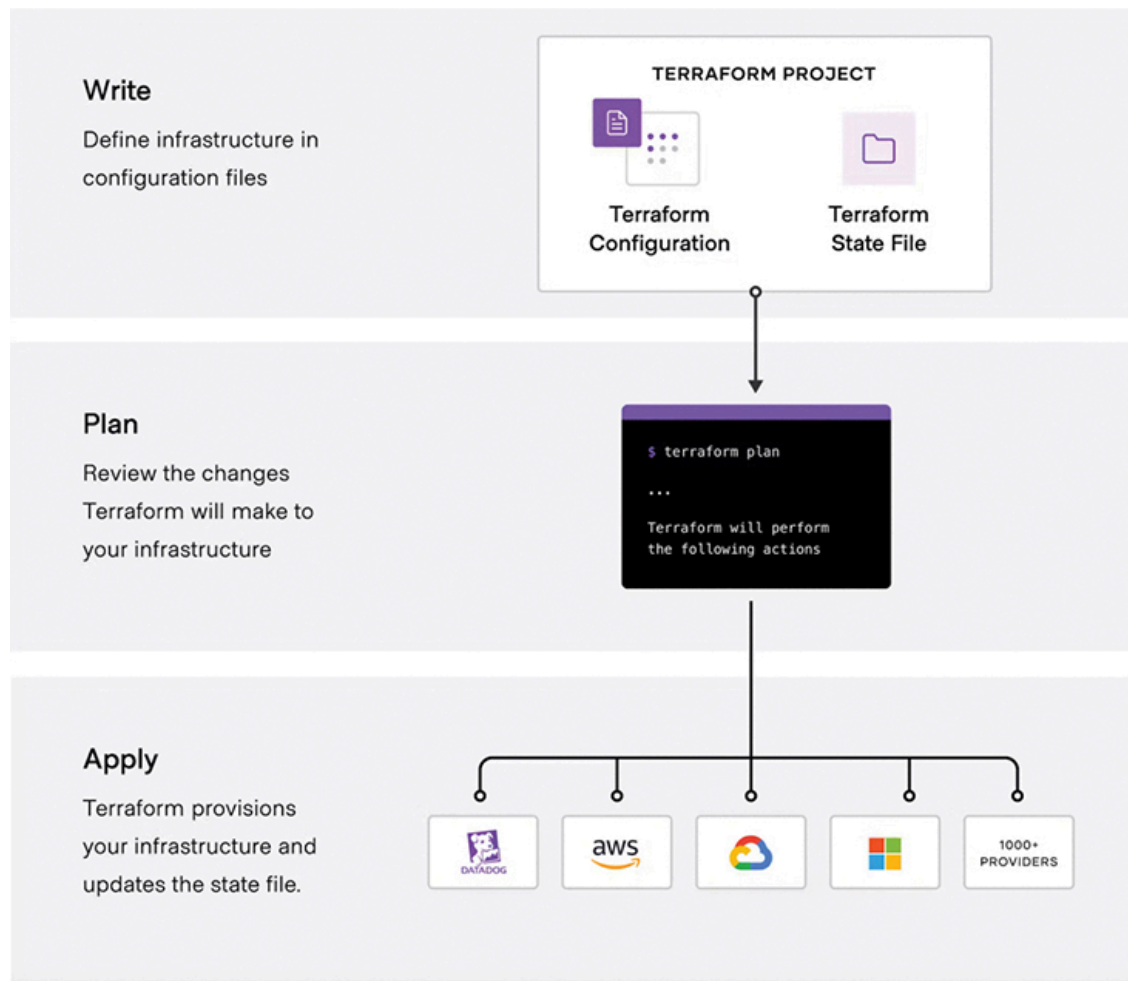 Write
Define infrastructure in
configuration files
TERRAFORM PROJECT
Terraform
Configuration
Terraform
State File
Plan
Review the changes
Terraform will make to
your infrastructure
$ terraform plan
...
Terraform will perform
the following actions
Apply
Terraform provisions
your infrastructure and
updates the state file.
DATADOG
aws
1000+
PROVIDERS